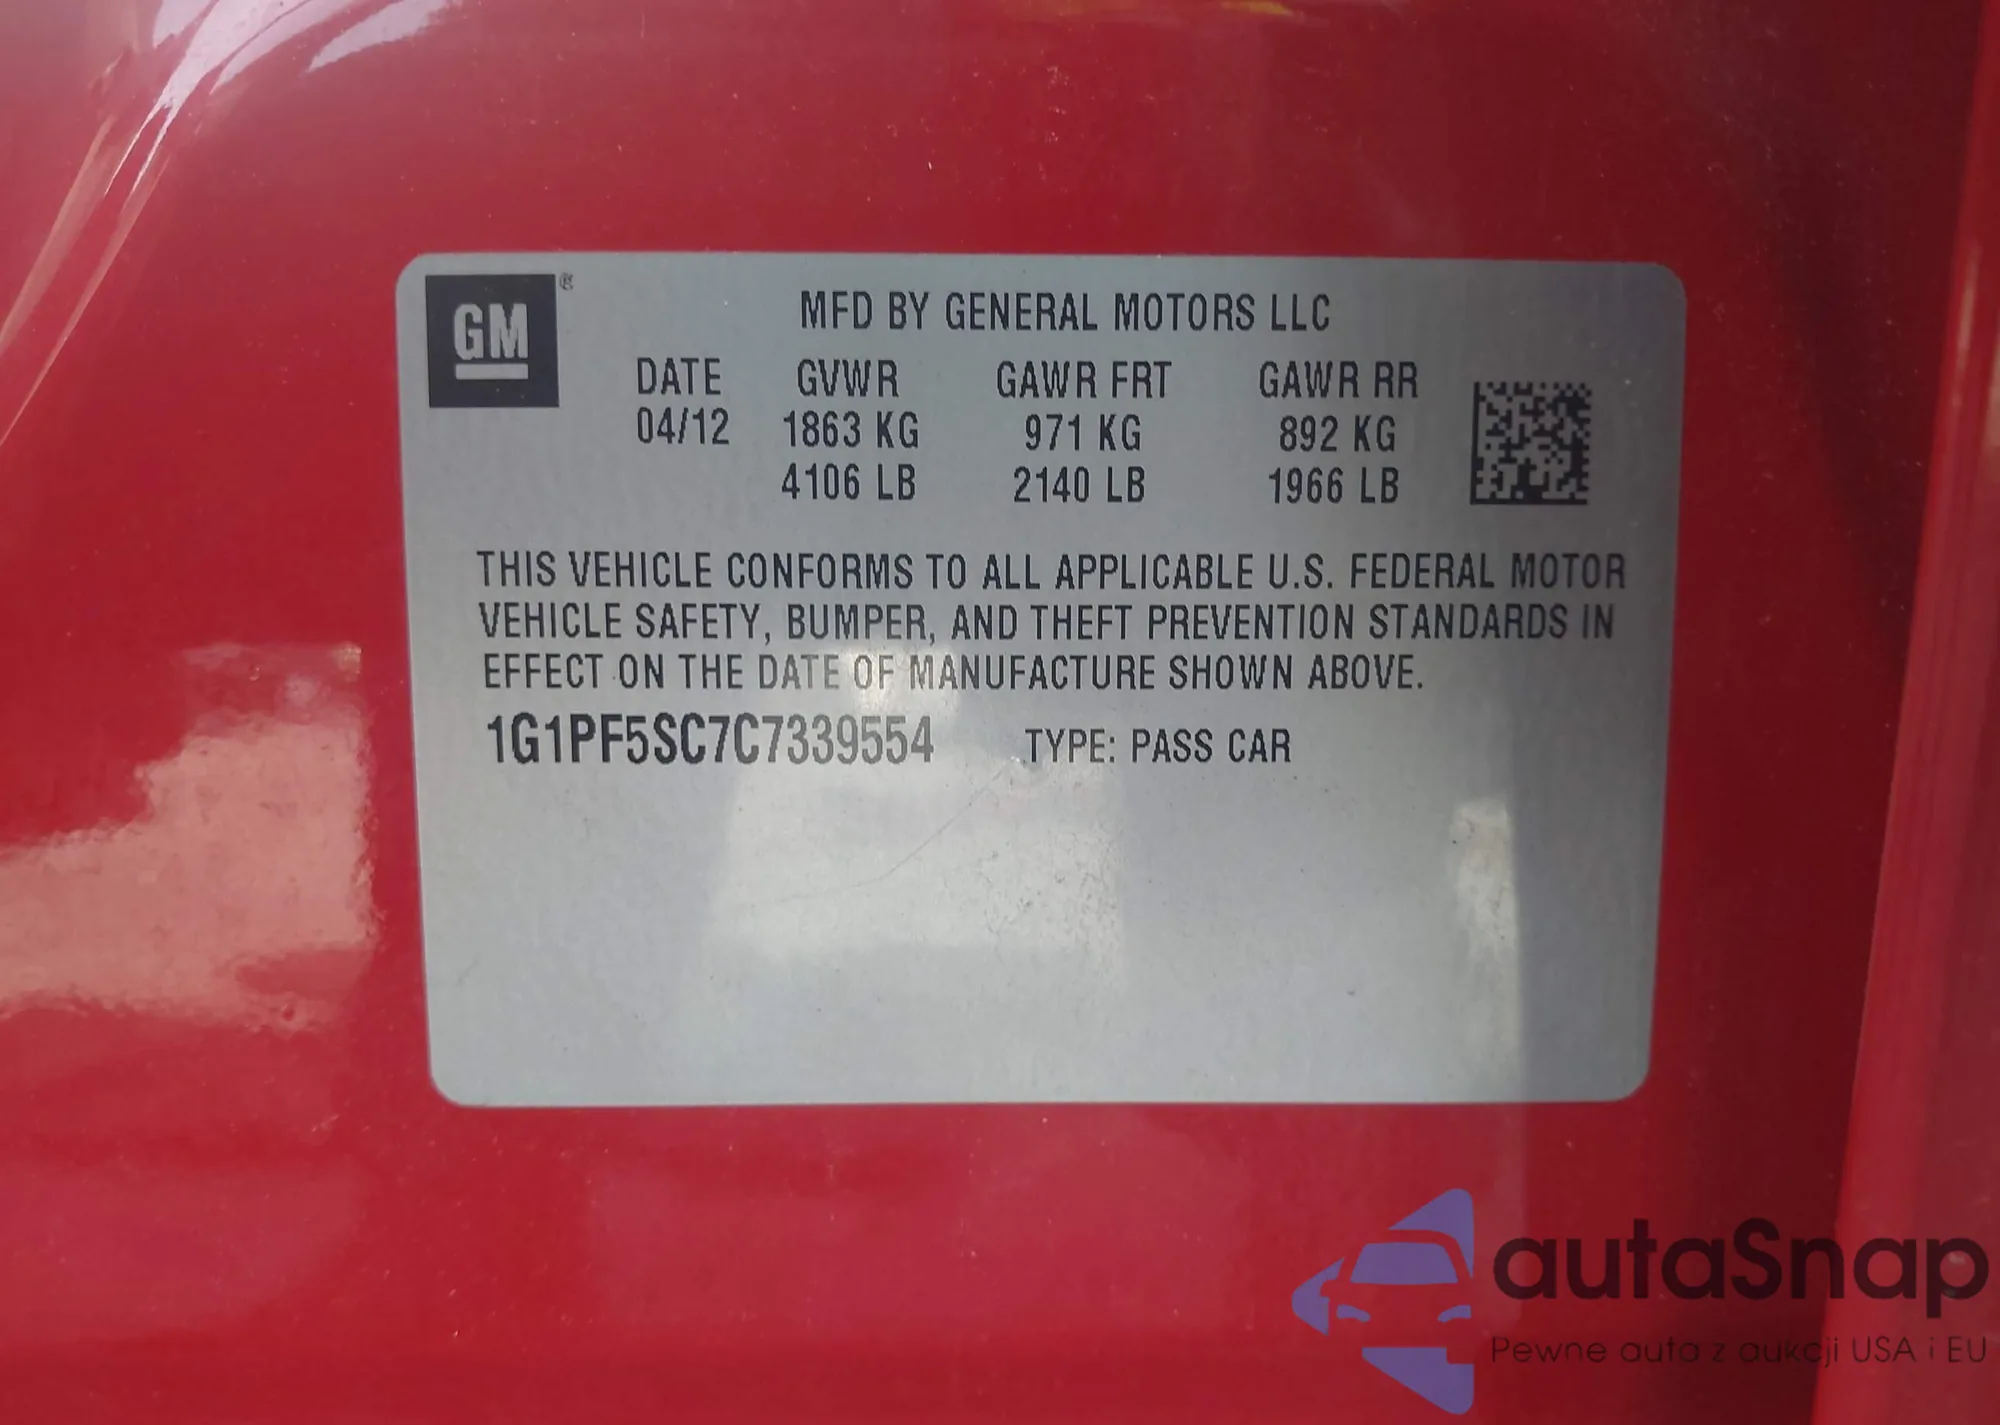 GM
®
MFD BY GENERAL MOTORS LLC
DATE GVWR GAWR FRT GAWR RR
04/12 1863 KG 971 KG 892 KG
4106 LB 2140 LB 1966 LB
THIS VEHICLE CONFORMS TO ALL APPLICABLE U.S. FEDERAL MOTOR
VEHICLE SAFETY, BUMPER, AND THEFT PREVENTION STANDARDS IN
EFFECT ON THE DATE OF MANUFACTURE SHOWN ABOVE.
1G1PF5SC7C7339554 TYPE: PASS CAR
autaSnap
Pewne auta z aukcji USA i EU